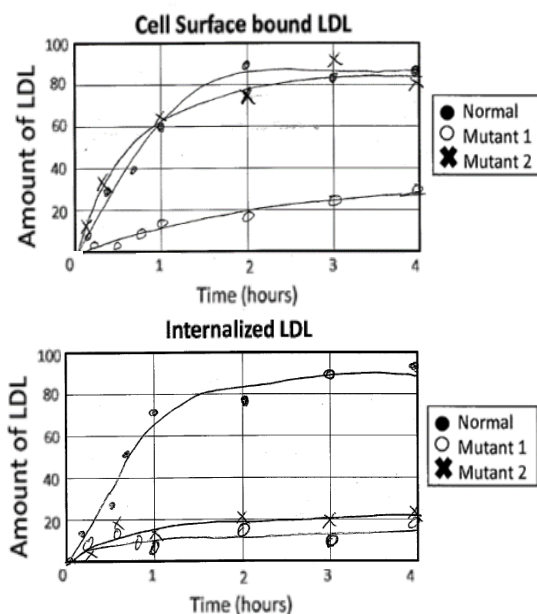 Cell Surface bound LDL
Amount of LDL
100
80
60
40
20
0
1
2
3
4
Time (hours)
Normal
Mutant 1
Mutant 2
Internalized LDL
Amount of LDL
100
80
60
40
20
0
1
2
3
4
Time (hours)
Normal
Mutant 1
Mutant 2